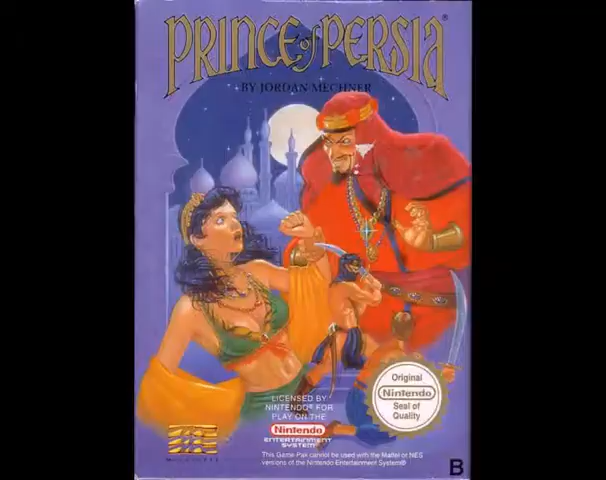 PRINCE of PERSIA®
BY JORDAN MECHNER
LICENSED BY
NINTENDO® FOR
PLAY ON THE
Nintendo
ENTERTAINMENT
SYSTEM®
Original
Nintendo
Seal of
Quality
This Game Pak cannot be used with the Mattel or NES
versions of the Nintendo Entertainment System®
B